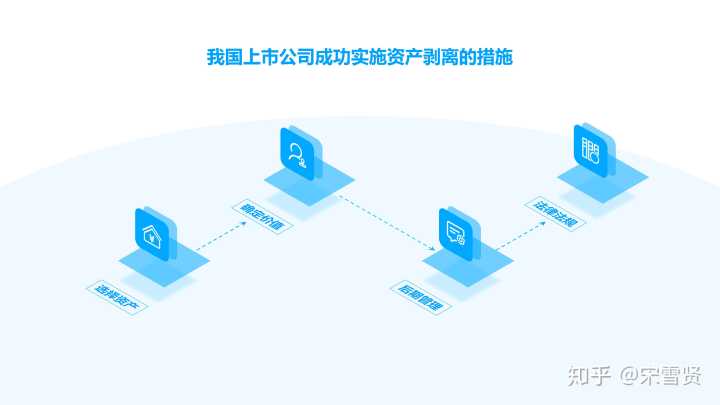 我国上市公司成功实施资产剥离的措施
选择资产
确定价值
后期管理
法律法规
知乎 @宋雪贤